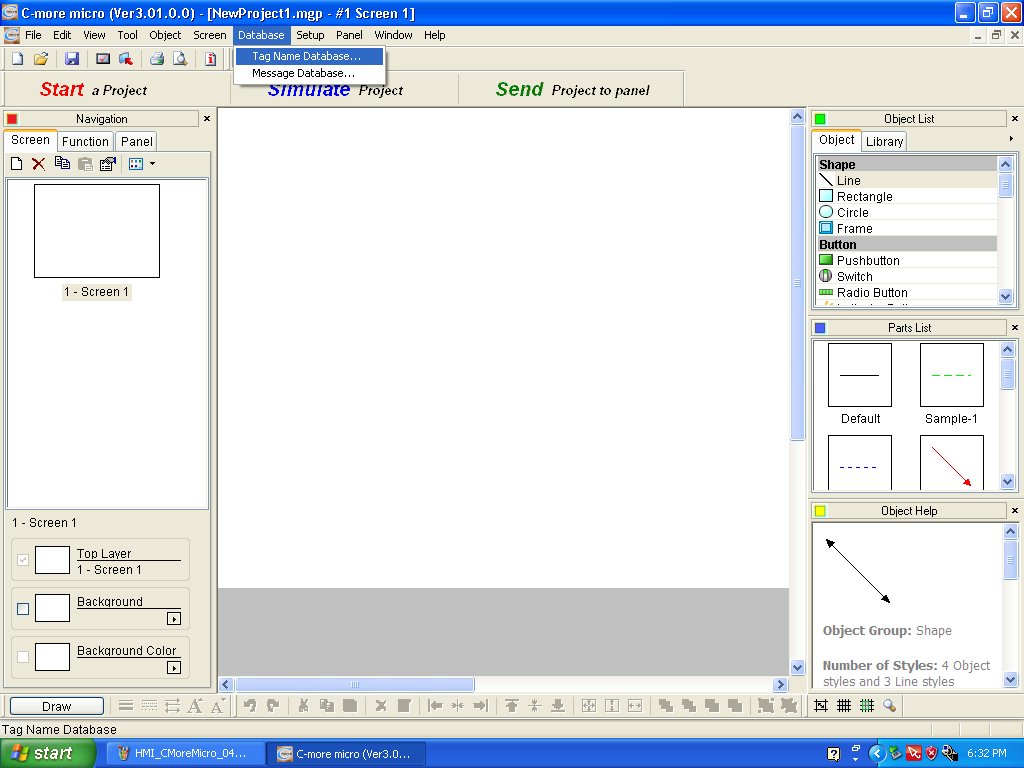 C-more micro (Ver3.01.0.0) - [NewProject1.mgp - #1 Screen 1]
File Edit View Tool Object Screen Database Setup Panel Window Help
Tag Name Database...
Message Database...
Start a Project
Simulate Project
Send Project to panel
Navigation
Screen Function Panel
1 - Screen 1
1 - Screen 1
Top Layer
1 - Screen 1
Background
Background Color
Object List
Object Library
Shape
Line
Rectangle
Circle
Frame
Button
Pushbutton
Switch
Radio Button
Parts List
Default Sample-1
Object Help
Object Group: Shape
Number of Styles: 4 Object
styles and 3 Line styles
Draw
Tag Name Database
start HMI_CMoreMicro_04... C-more micro (Ver3.0... 6:32 PM